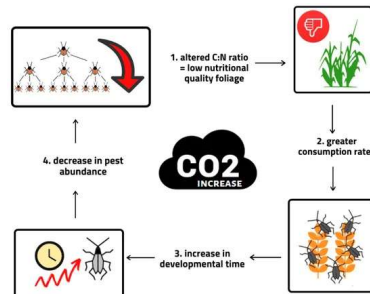 1. altered C:N ratio
= low nutritional
quality foliage
2. greater
consumption rate
3. increase in
developmental time
4. decrease in pest
abundance
CO2
INCREASE